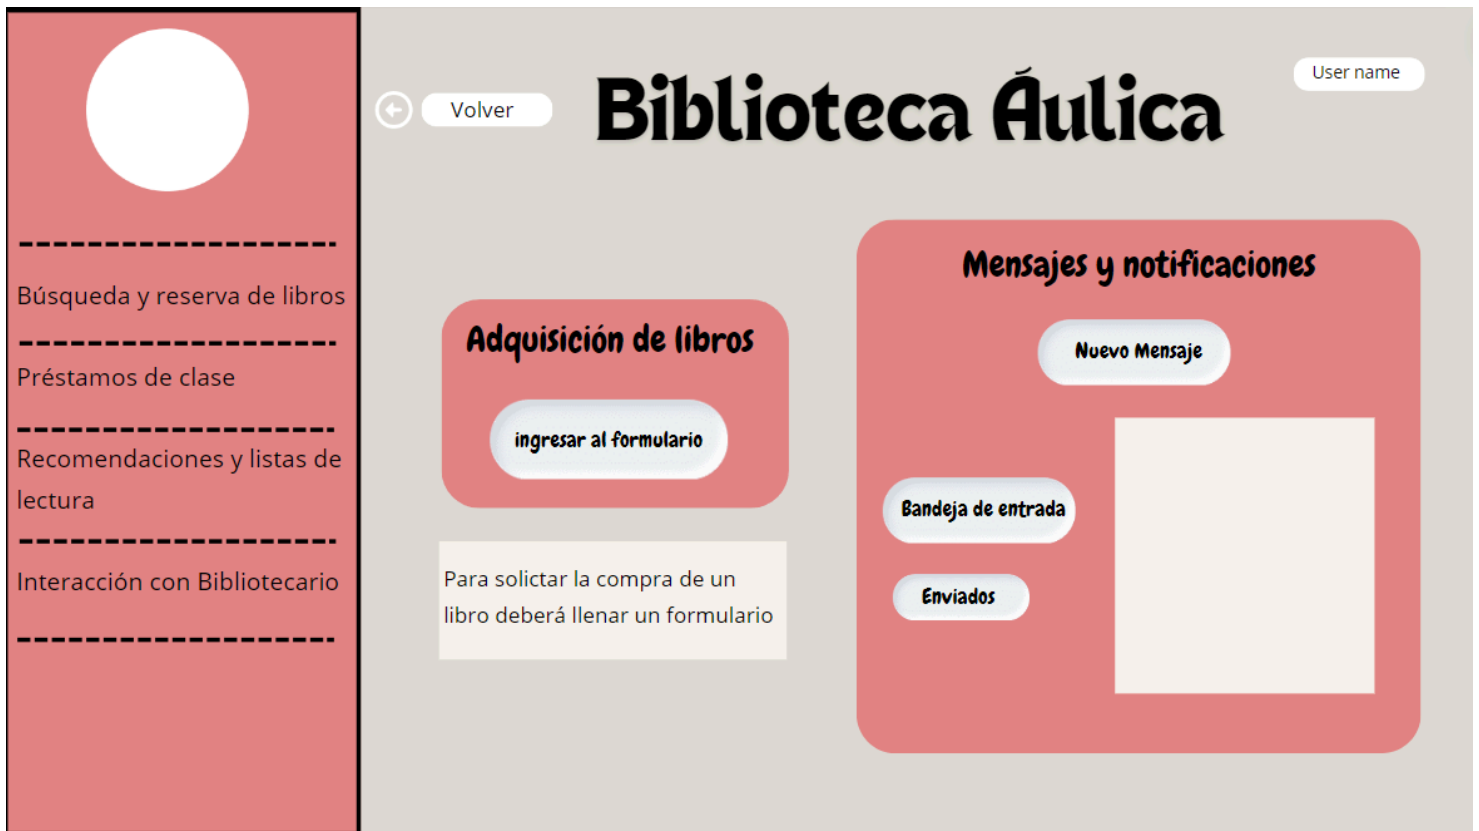 Búsqueda y reserva de libros
Préstamos de clase
Recomendaciones y listas de
lectura
Interacción con Bibliotecario
Volver
Biblioteca Áulica
User name
Adquisición de libros
ingresar al formulario
Para solictar la compra de un
libro deberá llenar un formulario
Mensajes y notificaciones
Nuevo Mensaje
Bandeja de entrada
Enviados